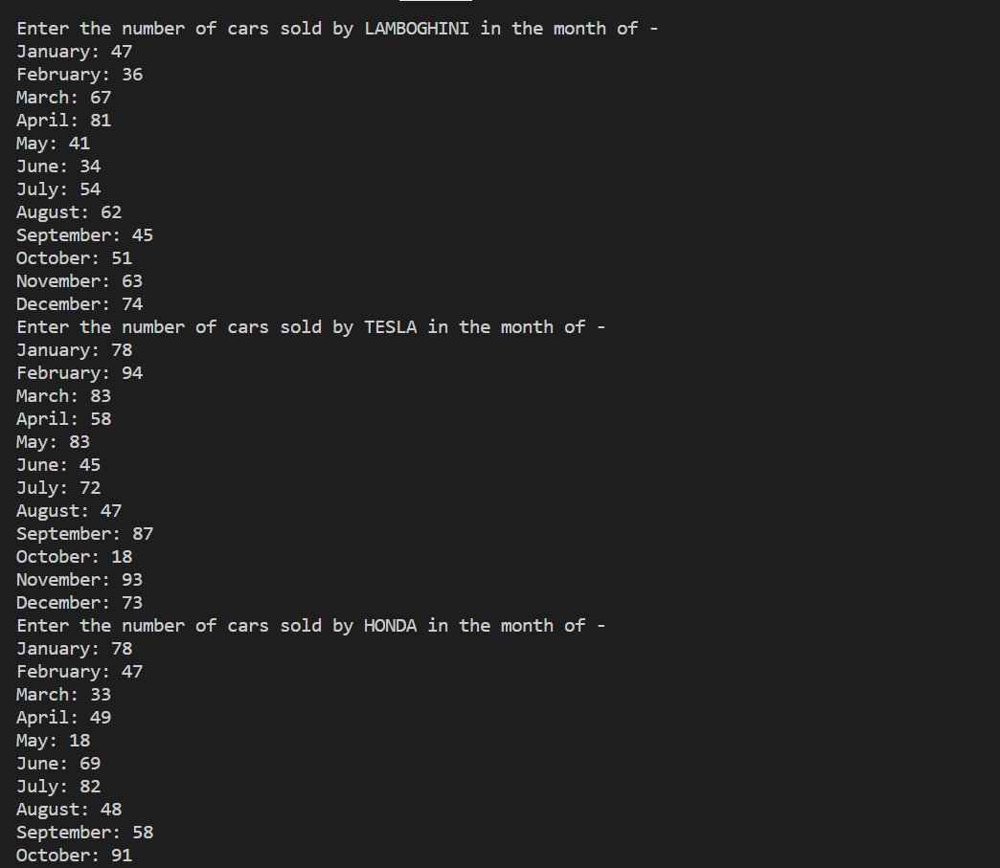 Enter the number of cars sold by LAMBOGHINI in the month of -
January: 47
February: 36
March: 67
April: 81
May: 41
June: 34
July: 54
August: 62
September: 45
October: 51
November: 63
December: 74
Enter the number of cars sold by TESLA in the month of -
January: 78
February: 94
March: 83
April: 58
May: 83
June: 45
July: 72
August: 47
September: 87
October: 18
November: 93
December: 73
Enter the number of cars sold by HONDA in the month of -
January: 78
February: 47
March: 33
April: 49
May: 18
June: 69
July: 82
August: 48
September: 58
October: 91